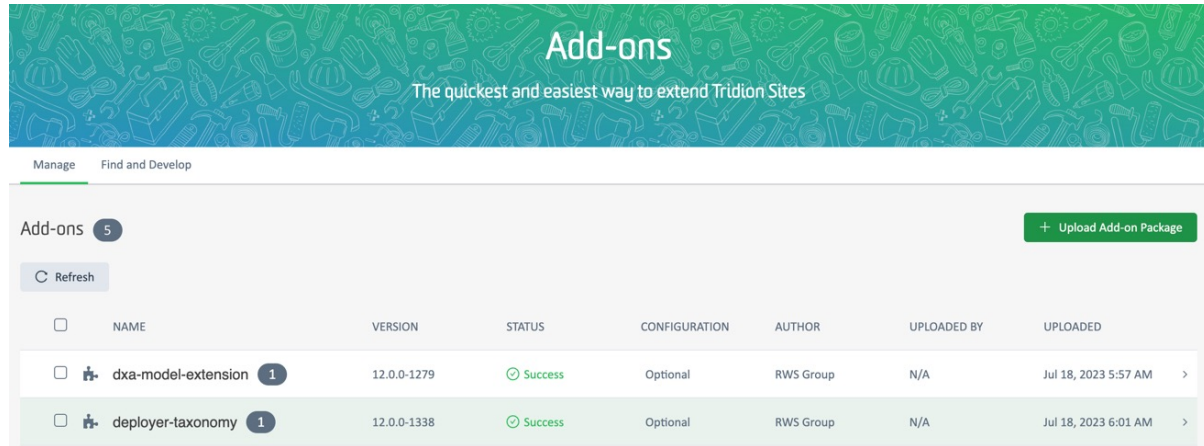 Add-ons
The quickest and easiest way to extend Tridion Sites
Manage Find and Develop
Add-ons 5
+ Upload Add-on Package
Refresh
NAME VERSION STATUS CONFIGURATION AUTHOR UPLOADED BY UPLOADED
dxa-model-extension 1 12.0.0-1279 Success Optional RWS Group N/A Jul 18, 2023 5:57 AM >
deployer-taxonomy 1 12.0.0-1338 Success Optional RWS Group N/A Jul 18, 2023 6:01 AM >